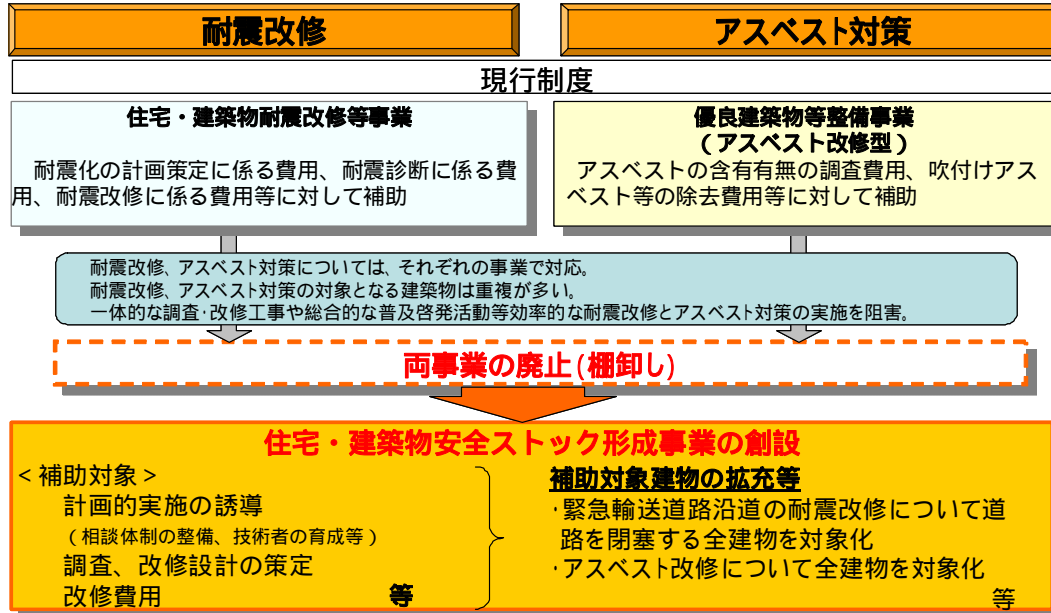 耐震改修
アスベスト対策
現行制度
住宅・建築物耐震改修等事業
耐震化の計画策定に係る費用、耐震診断に係る費
用、耐震改修に係る費用等に対して補助
優良建築物等整備事業
（アスベスト改修型）
アスベストの含有有無の調査費用、吹付けアス
ベスト等の除去費用等に対して補助
耐震改修、アスベスト対策については、それぞれの事業で対応。
耐震改修、アスベスト対策の対象となる建築物は重複が多い。
一体的な調査・改修工事や総合的な普及啓発活動等効率的な耐震改修とアスベスト対策の実施を阻害。
両事業の廃止(棚卸し)
住宅・建築物安全ストック形成事業の創設
＜補助対象＞
計画的実施の誘導
（相談体制の整備、技術者の育成等）
調査、改修設計の策定
改修費用　等
補助対象建物の拡充等
・緊急輸送道路沿道の耐震改修について道
路を閉塞する全建物を対象化
・アスベスト改修について全建物を対象化
等